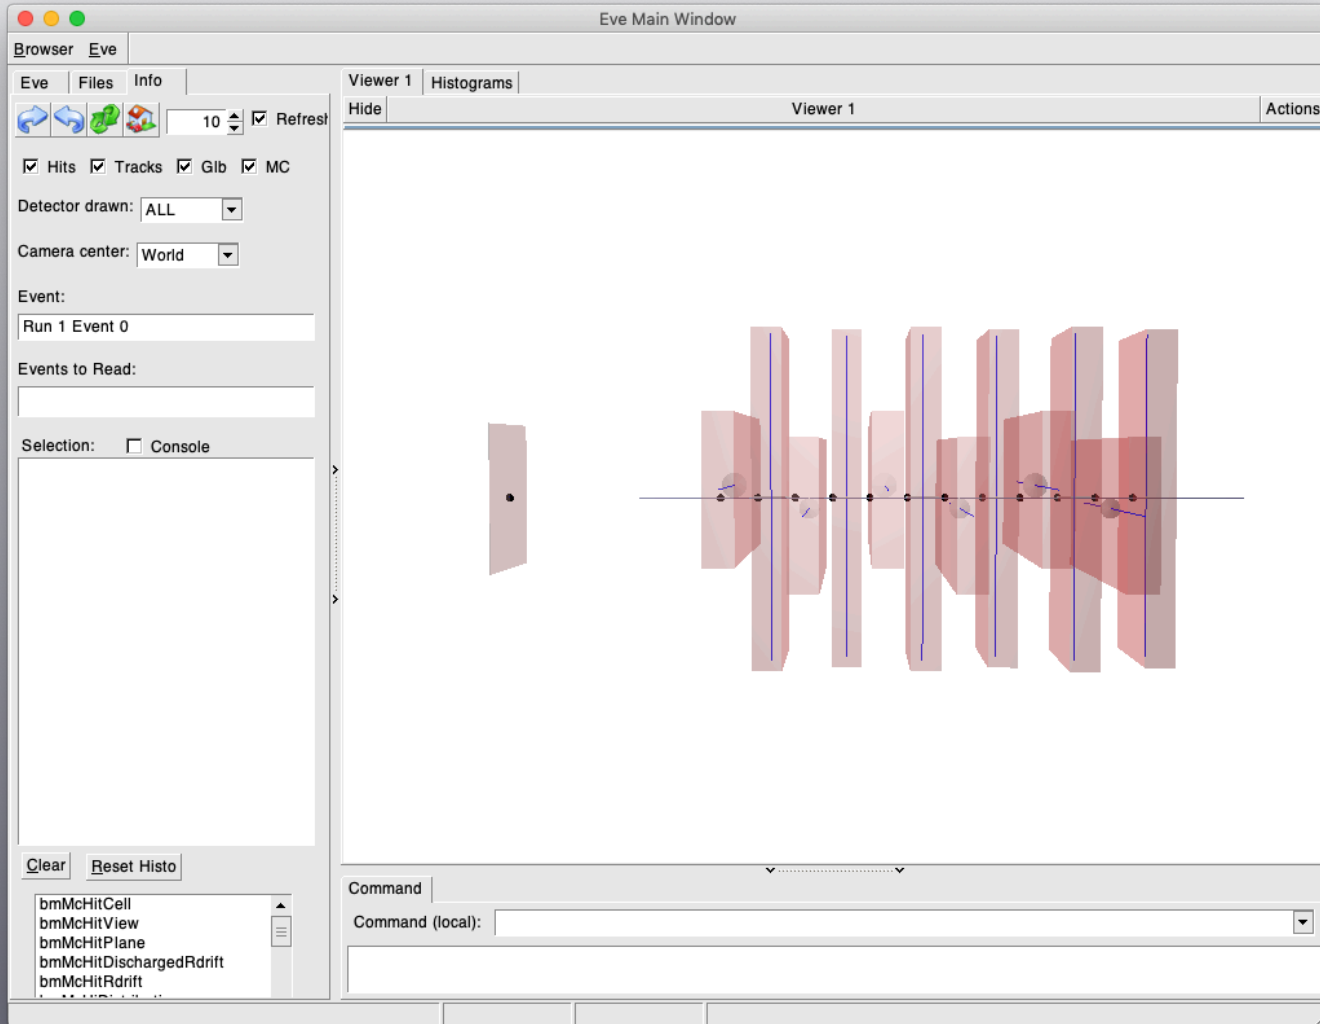 Eve Main Window
Browser Eve
Eve Files Info
Viewer 1 Histograms
Hide Viewer 1 Actions
10 Refresh
Hits Tracks Glb MC
Detector drawn: ALL
Camera center: World
Event:
Run 1 Event 0
Events to Read:
Selection: Console
Clear Reset Histo
bmMcHitCell
bmMcHitView
bmMcHitPlane
bmMcHitDischargedRdrift
bmMcHitRdrift
Command
Command (local):